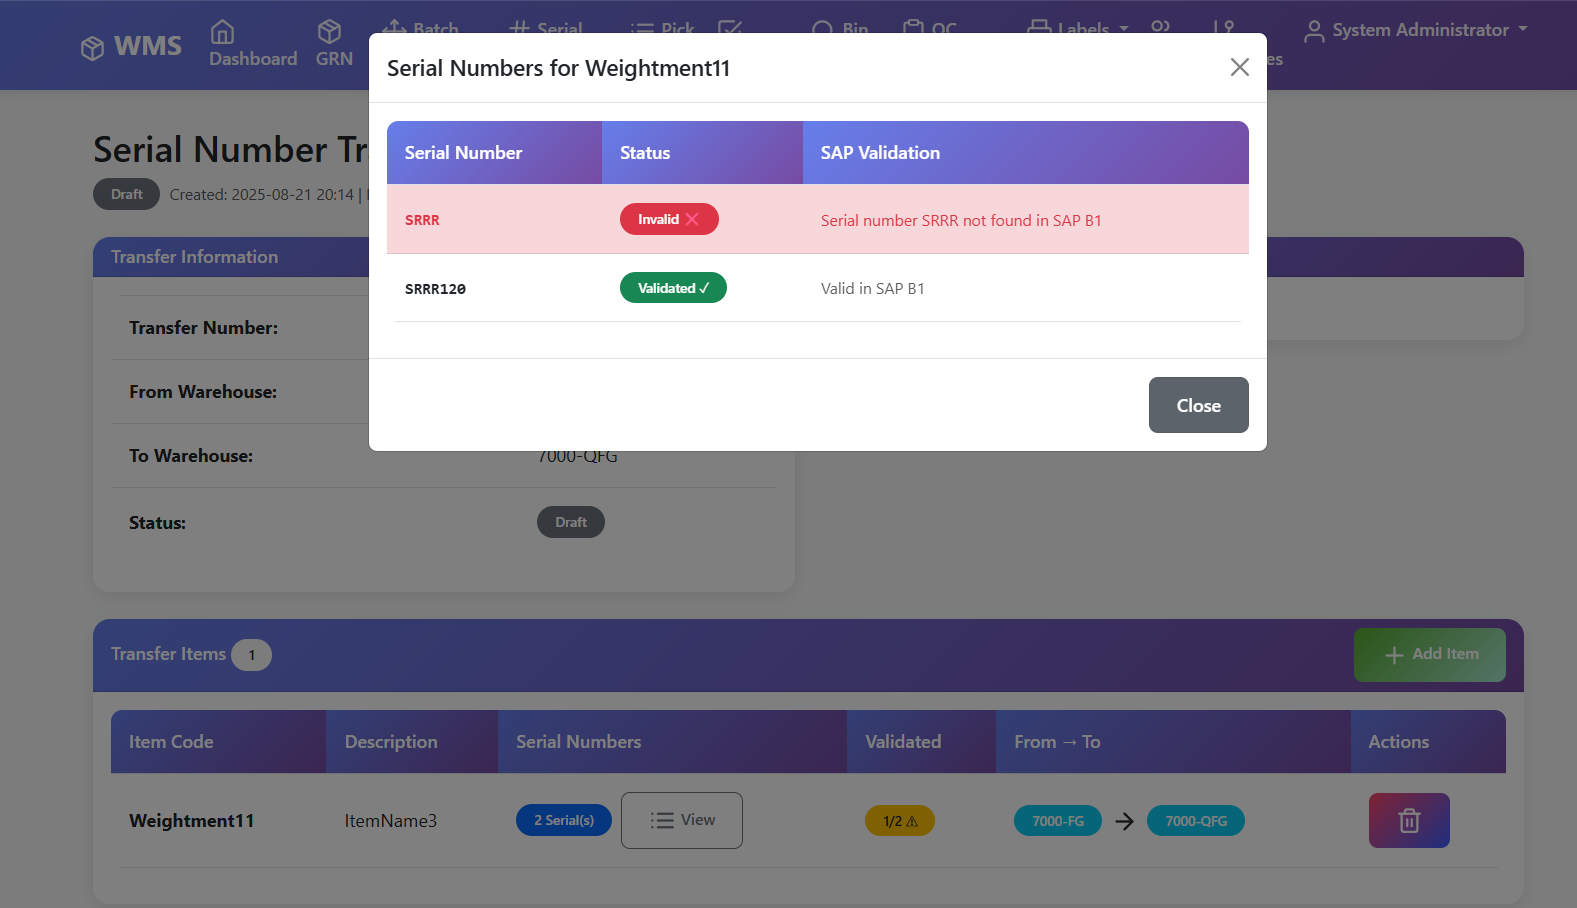 WMS
Dashboard
GRN
Batch
Serial
Pick
Bin
QC
Labels
es
System Administrator
Serial Numbers for Weightment11
Serial Number Status SAP Validation
SRRR Invalid ❌ Serial number SRRR not found in SAP B1
SRRR120 Validated ✓ Valid in SAP B1
Close
Serial Number Tr
Draft Created: 2025-08-21 20:14 |
Transfer Information
Transfer Number:
From Warehouse:
To Warehouse: 7000-QFG
Status: Draft
Transfer Items 1
Add Item
Item Code Description Serial Numbers Validated From → To Actions
Weightment11 ItemName3 2 Serial(s) View 1/2 ⚠ 7000-FG → 7000-QFG